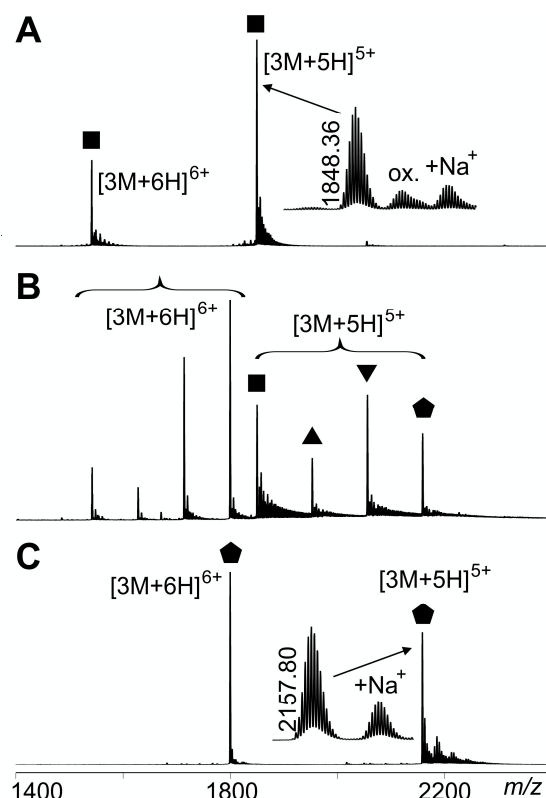 A
[3M+5H]5+
[3M+6H]6+
1848.36
ox.
+Na+
B
[3M+6H]6+
[3M+5H]5+
C
[3M+6H]6+
[3M+5H]5+
2157.80
+Na+
1400
1800
2200
m/z